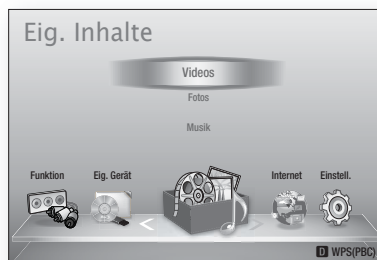 Eig. Inhalte
Videos
Fotos
Musik
Funktion Eig. Gerät Internet Einstell.
D WPS(PBC)